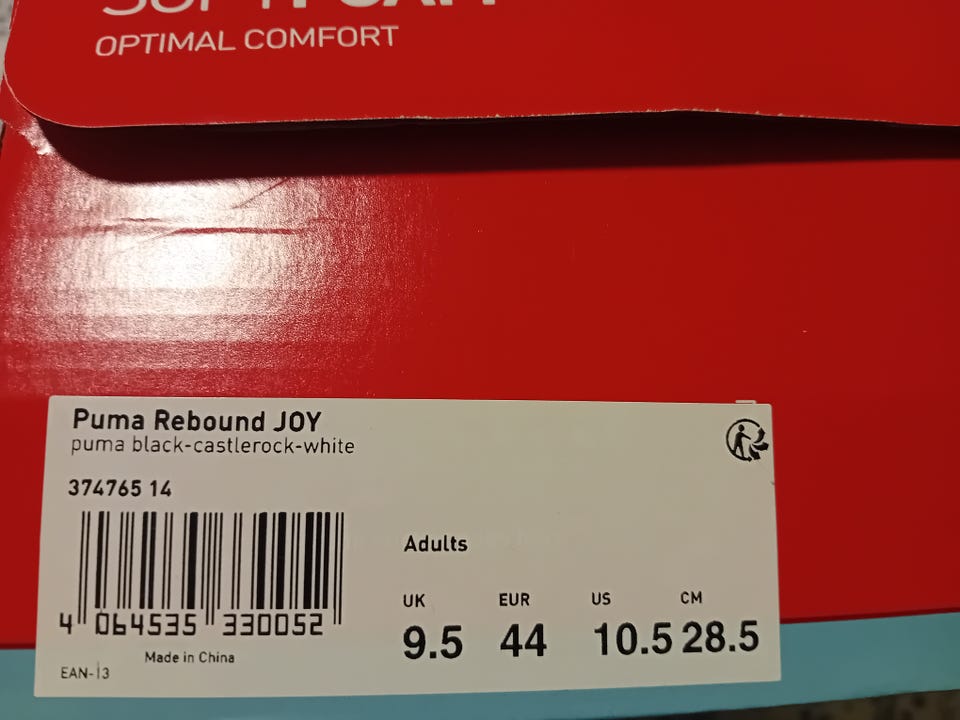 SOFTFOAM
OPTIMAL COMFORT
Puma Rebound JOY
puma black-castlerock-white
374765 14
4 064535 330052
Made in China
EAN-13
Adults
UK EUR US CM
9.5 44 10.5 28.5